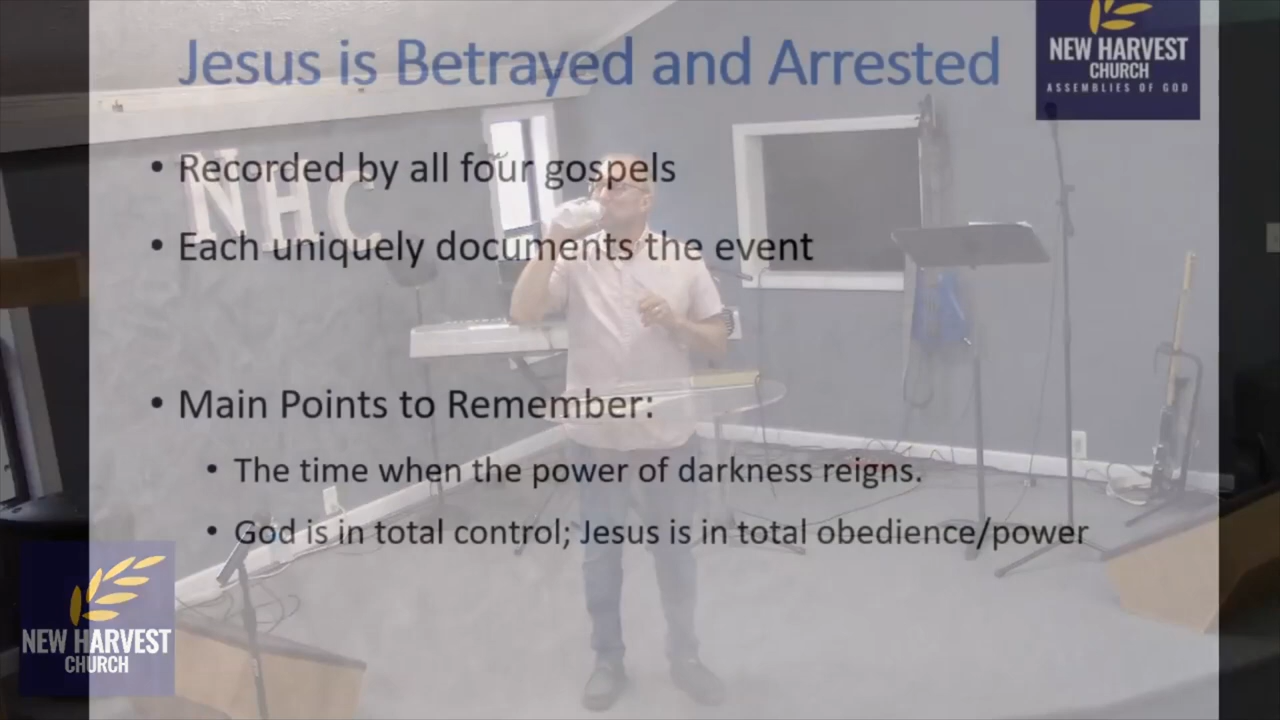 Jesus is Betrayed and Arrested
NEW HARVEST
CHURCH
ASSEMBLIES OF GOD
• Recorded by all four gospels
• Each uniquely documents the event
NHC
• Main Points to Remember:
• The time when the power of darkness reigns.
• God is in total control; Jesus is in total obedience/power
NEW HARVEST
CHURCH